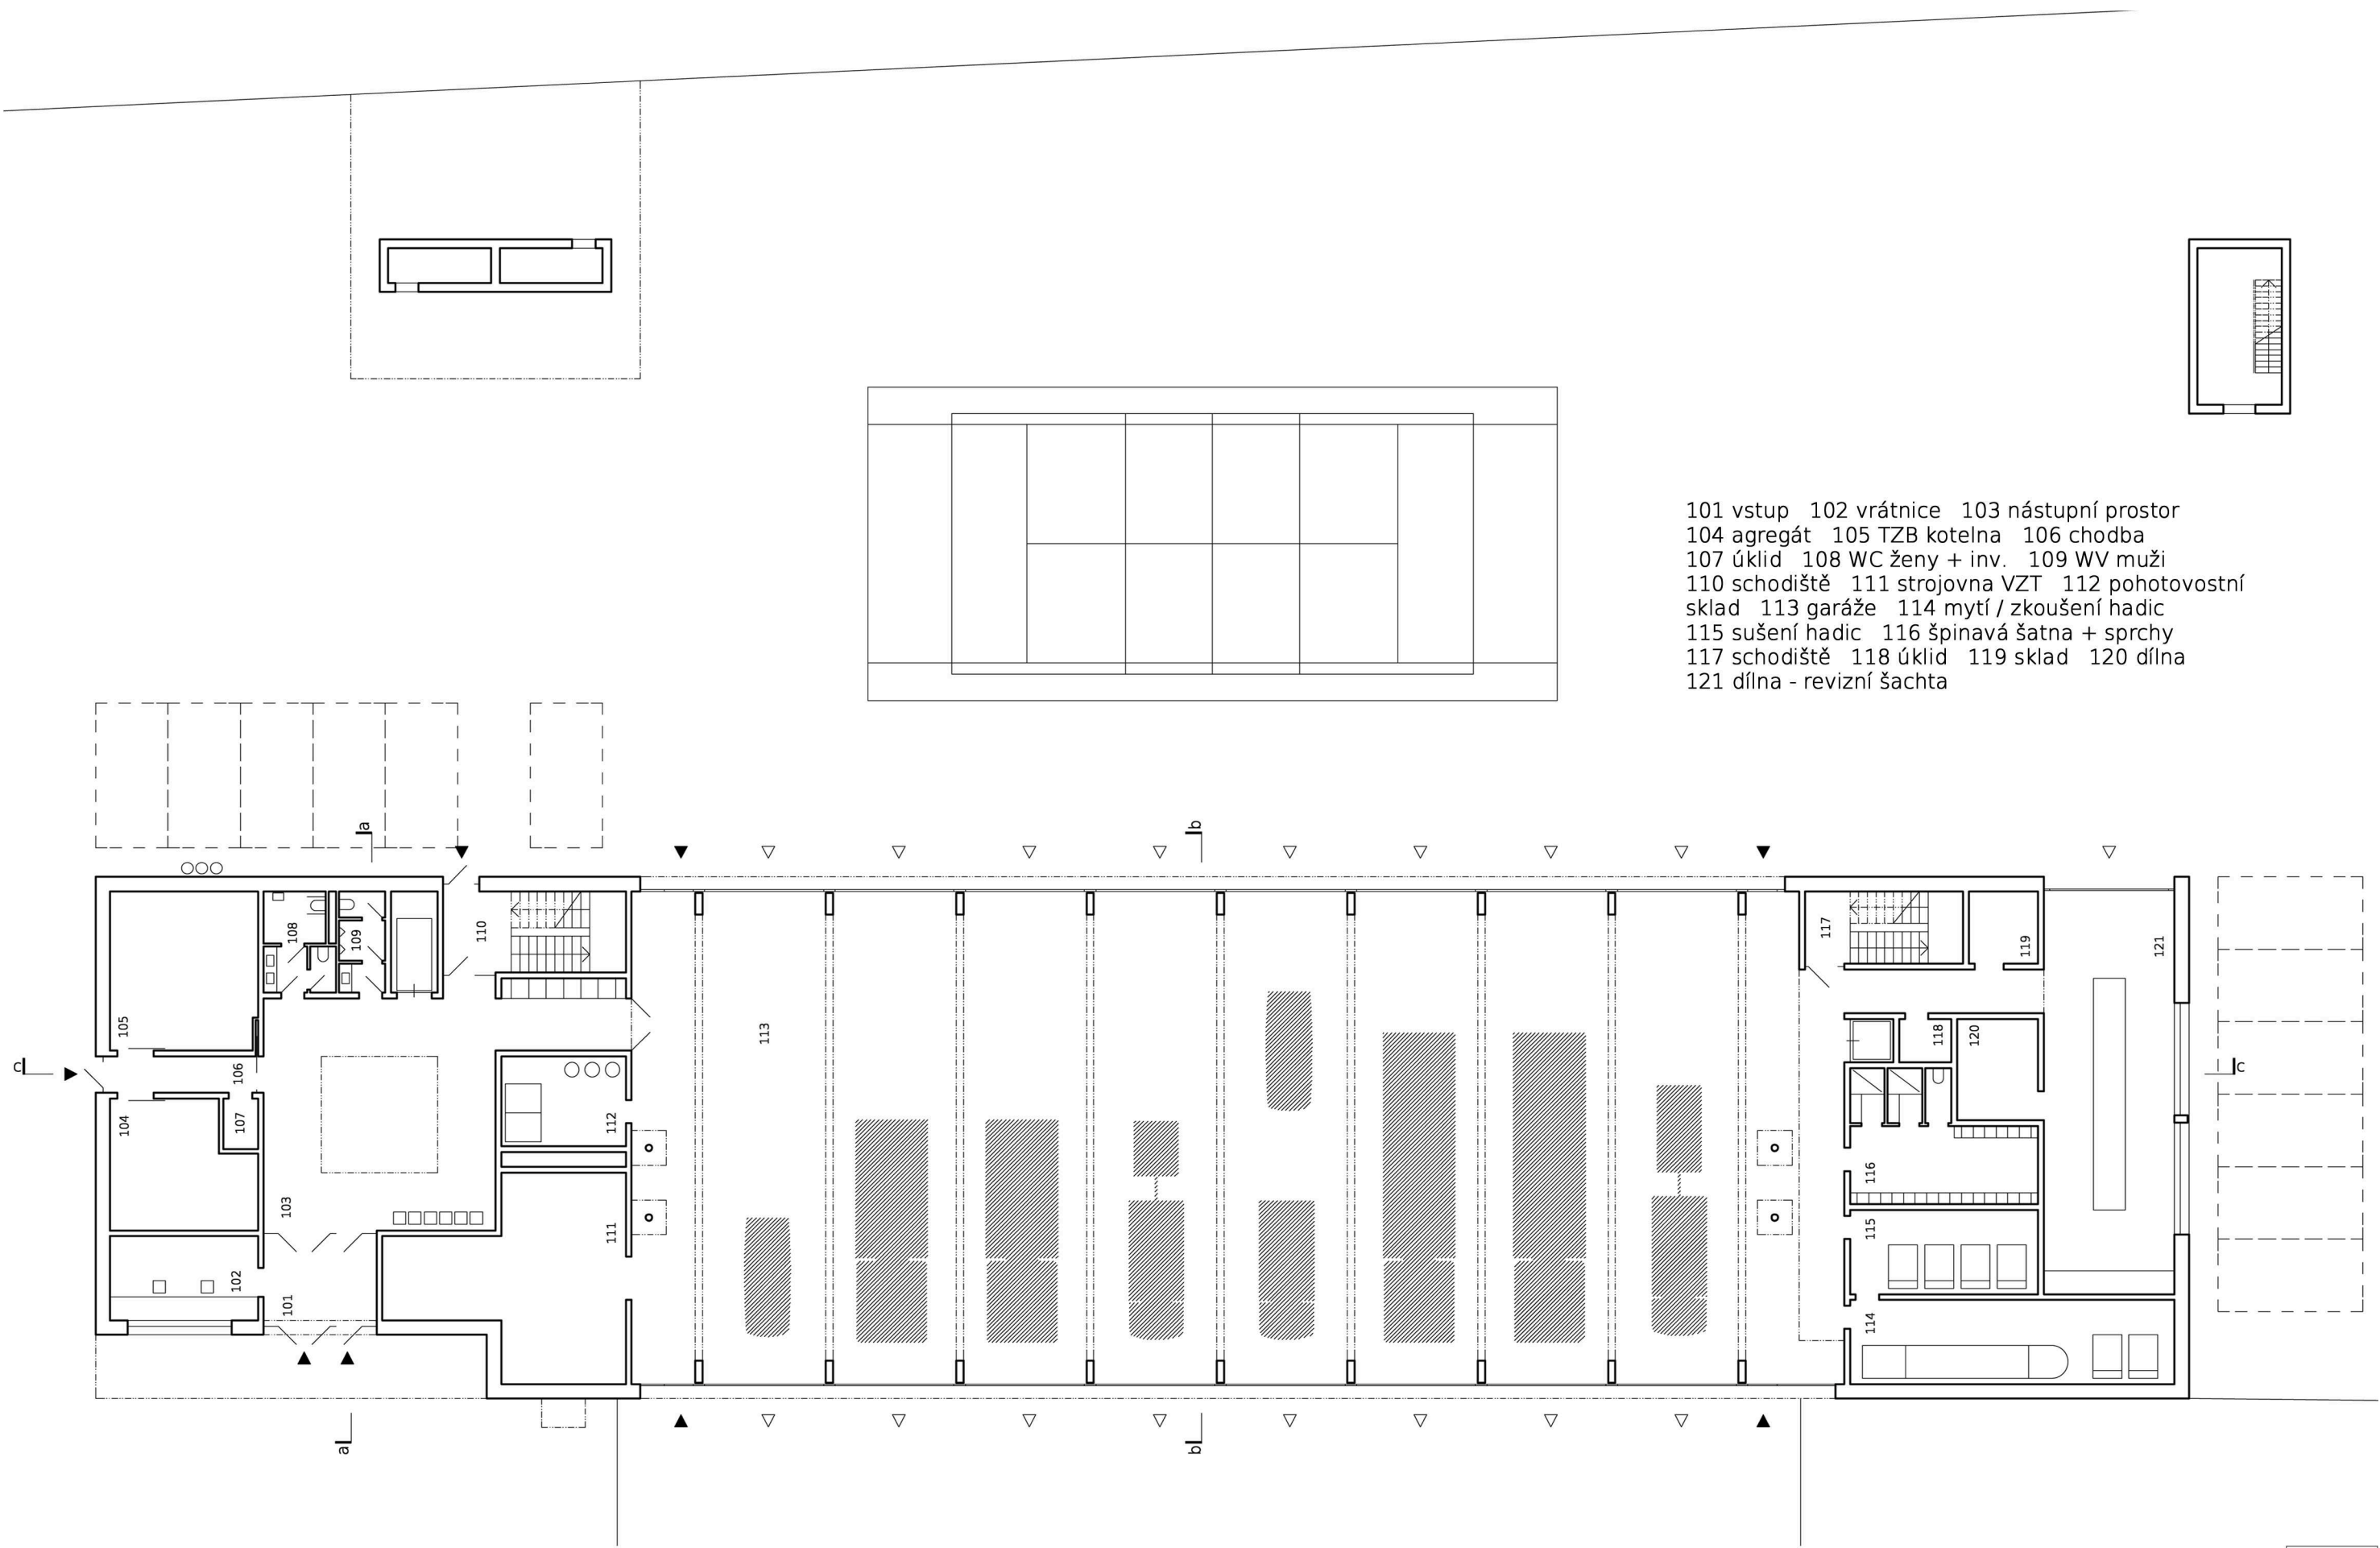 101 vstup 102 vrátnice 103 nástupní prostor
104 agregát 105 TZB kotelna 106 chodba
107 úklid 108 WC ženy + inv. 109 WV muži
110 schodiště 111 strojovna VZT 112 pohotovostní
sklad 113 garáže 114 mytí / zkoušení hadic
115 sušení hadic 116 špinavá šatna + sprchy
117 schodiště 118 úklid 119 sklad 120 dílna
121 dílna - revizní šachta
a
b
108
109
110
117
119
121
105
113
118
120
c
106
c
104
107
112
116
103
111
115
102
101
114
a
b